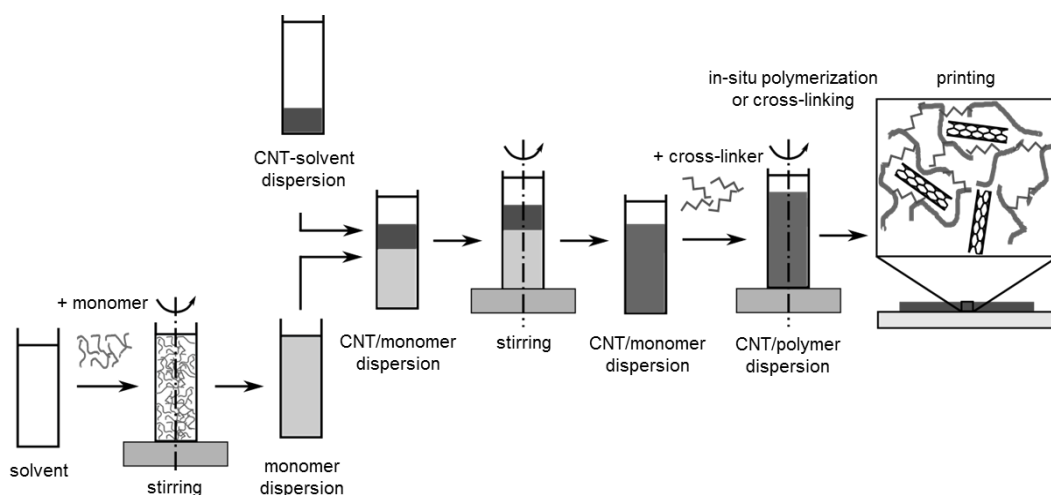 solvent
+ monomer
stirring
monomer
dispersion
CNT-solvent
dispersion
CNT/monomer
dispersion
stirring
CNT/monomer
dispersion
+ cross-linker
in-situ polymerization
or cross-linking
CNT/polymer
dispersion
printing